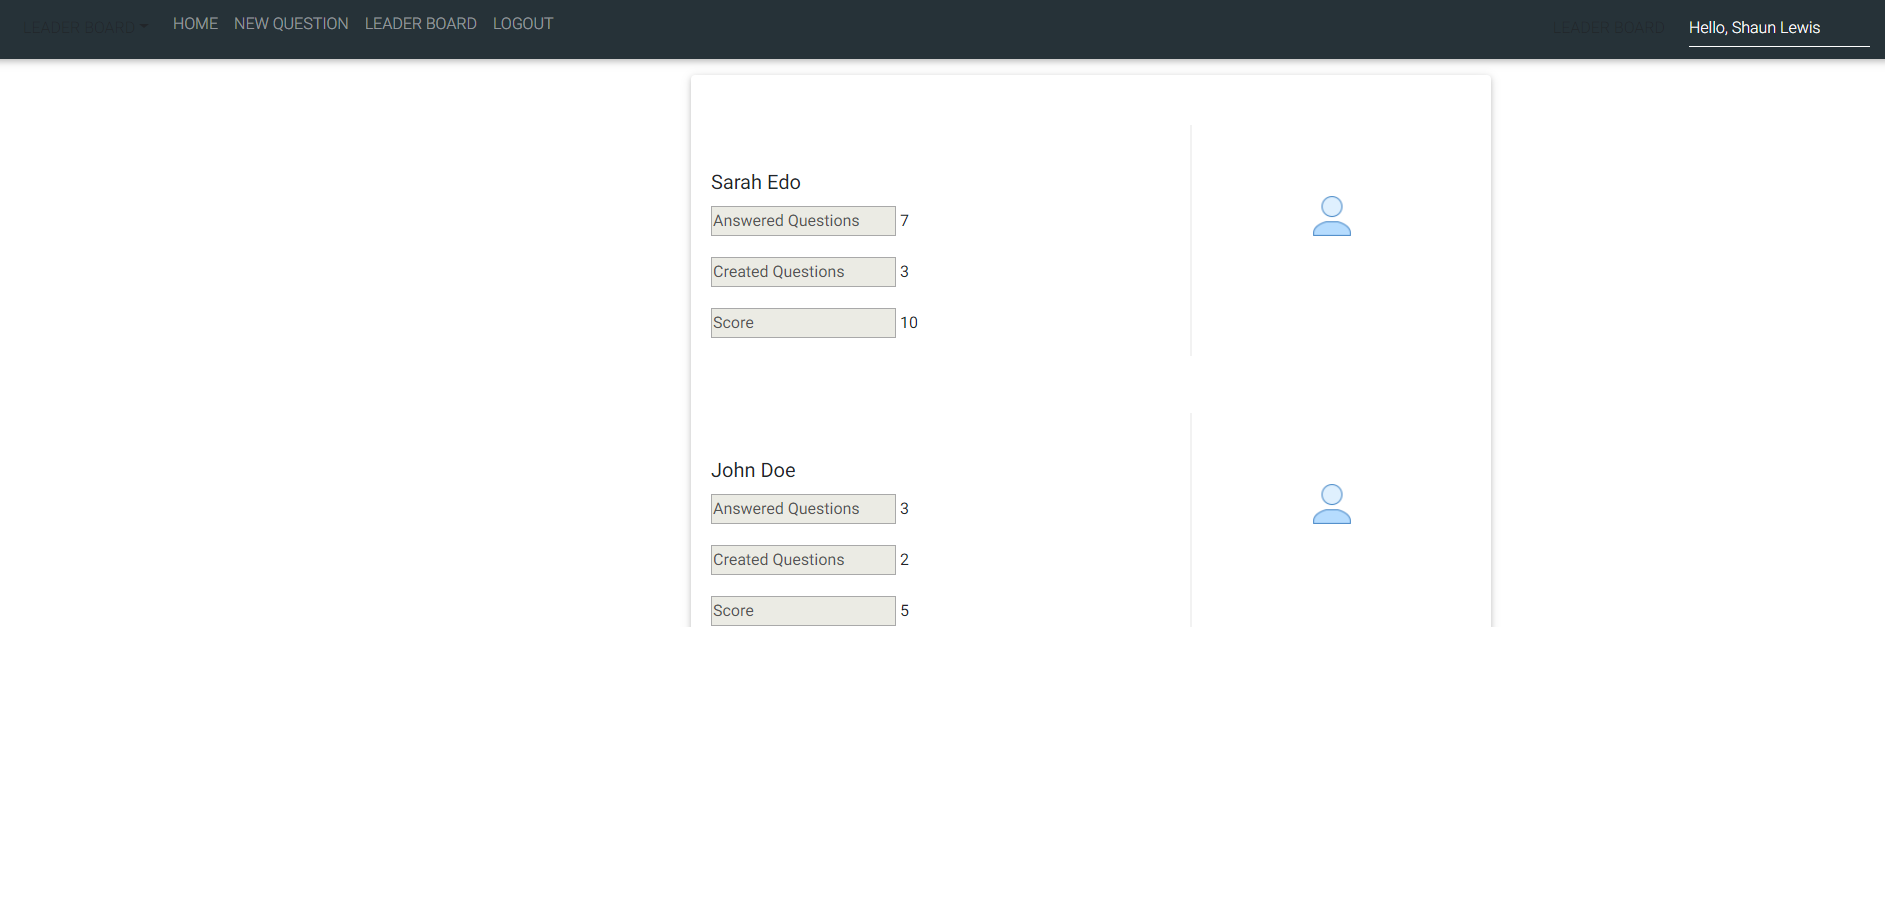 LEADER BOARD HOME NEW QUESTION LEADER BOARD LOGOUT LEADER BOARD Hello, Shaun Lewis
Sarah Edo
Answered Questions 7
Created Questions 3
Score 10
John Doe
Answered Questions 3
Created Questions 2
Score 5